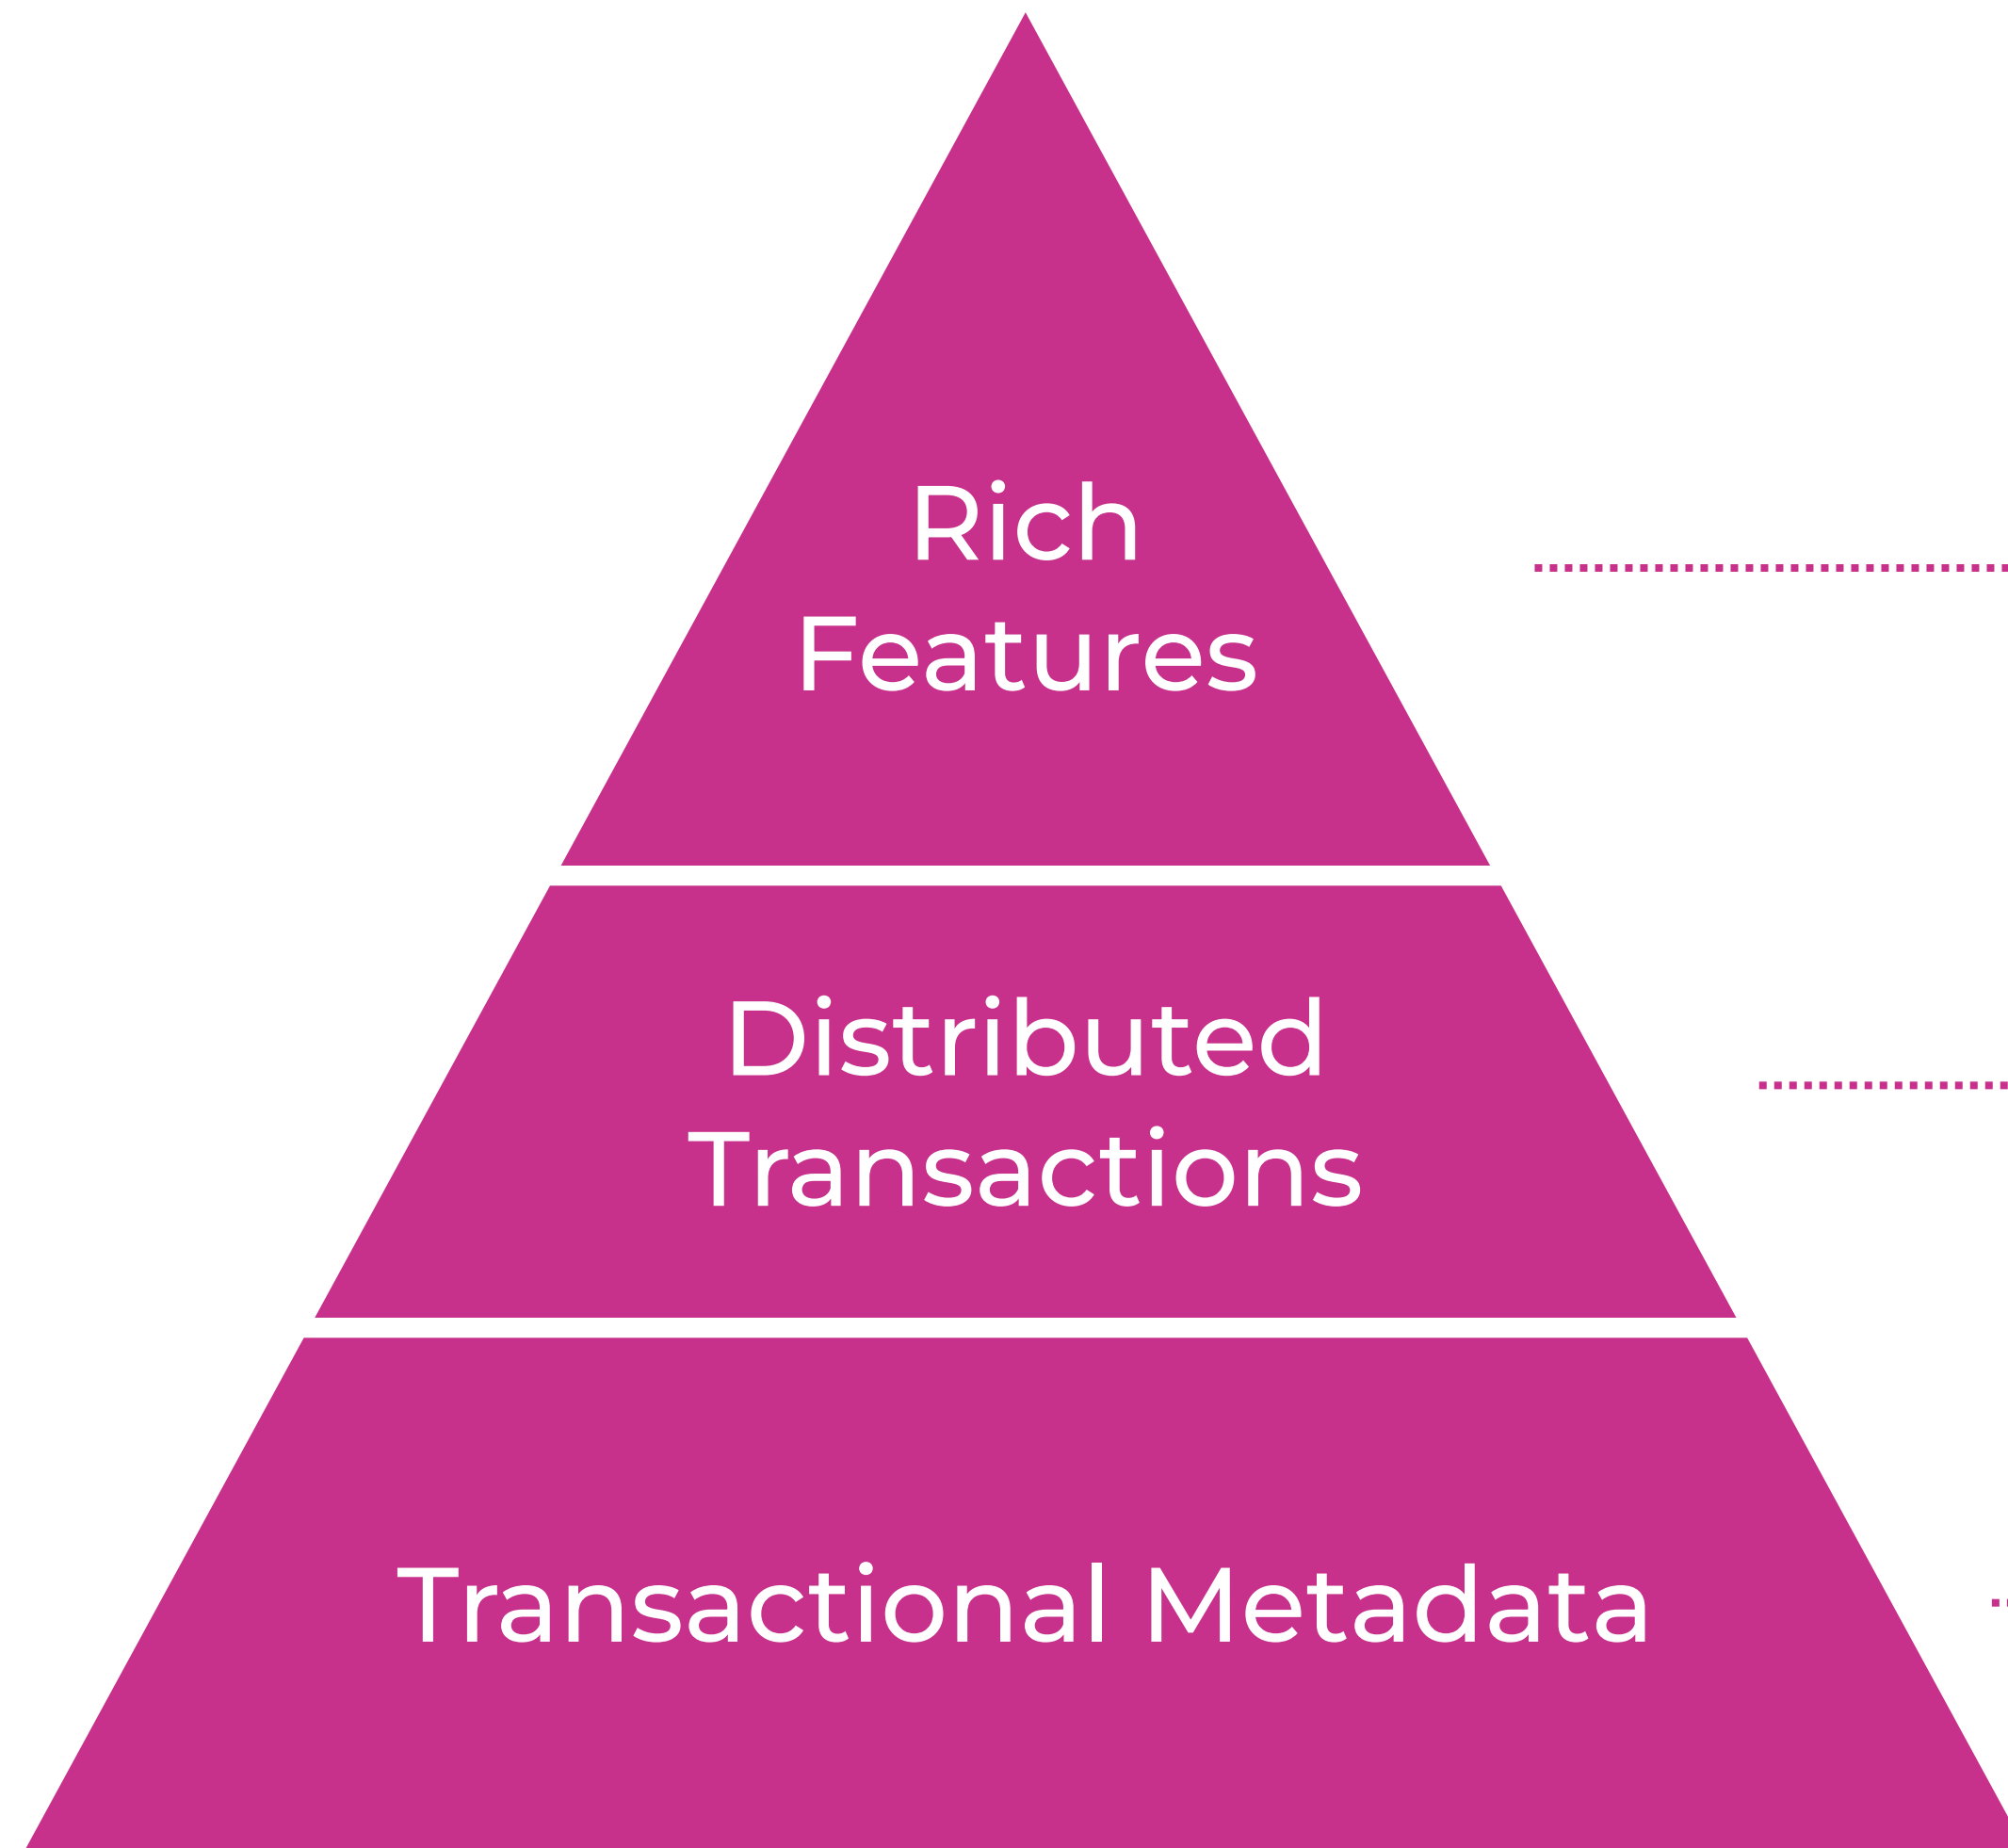 Rich
Features
Distributed
Transactions
Transactional Metadata